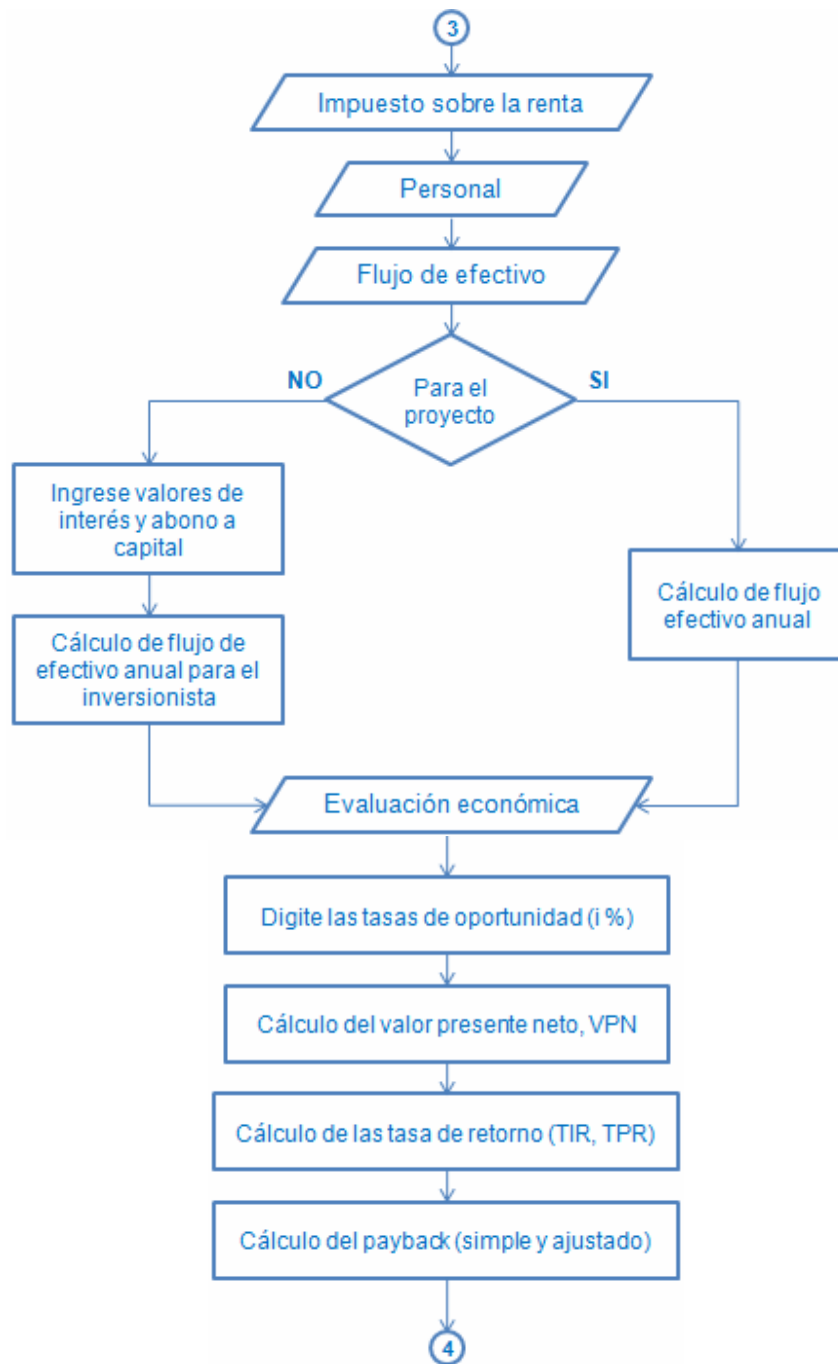 3
Impuesto sobre la renta
Personal
Flujo de efectivo
NO
SI
Para el
proyecto
Ingrese valores de
interés y abono a
capital
Cálculo de flujo de
efectivo anual para el
inversionista
Cálculo de flujo
efectivo anual
Evaluación económica
Digite las tasas de oportunidad (i %)
Cálculo del valor presente neto, VPN
Cálculo de las tasa de retorno (TIR, TPR)
Cálculo del payback (simple y ajustado)
4